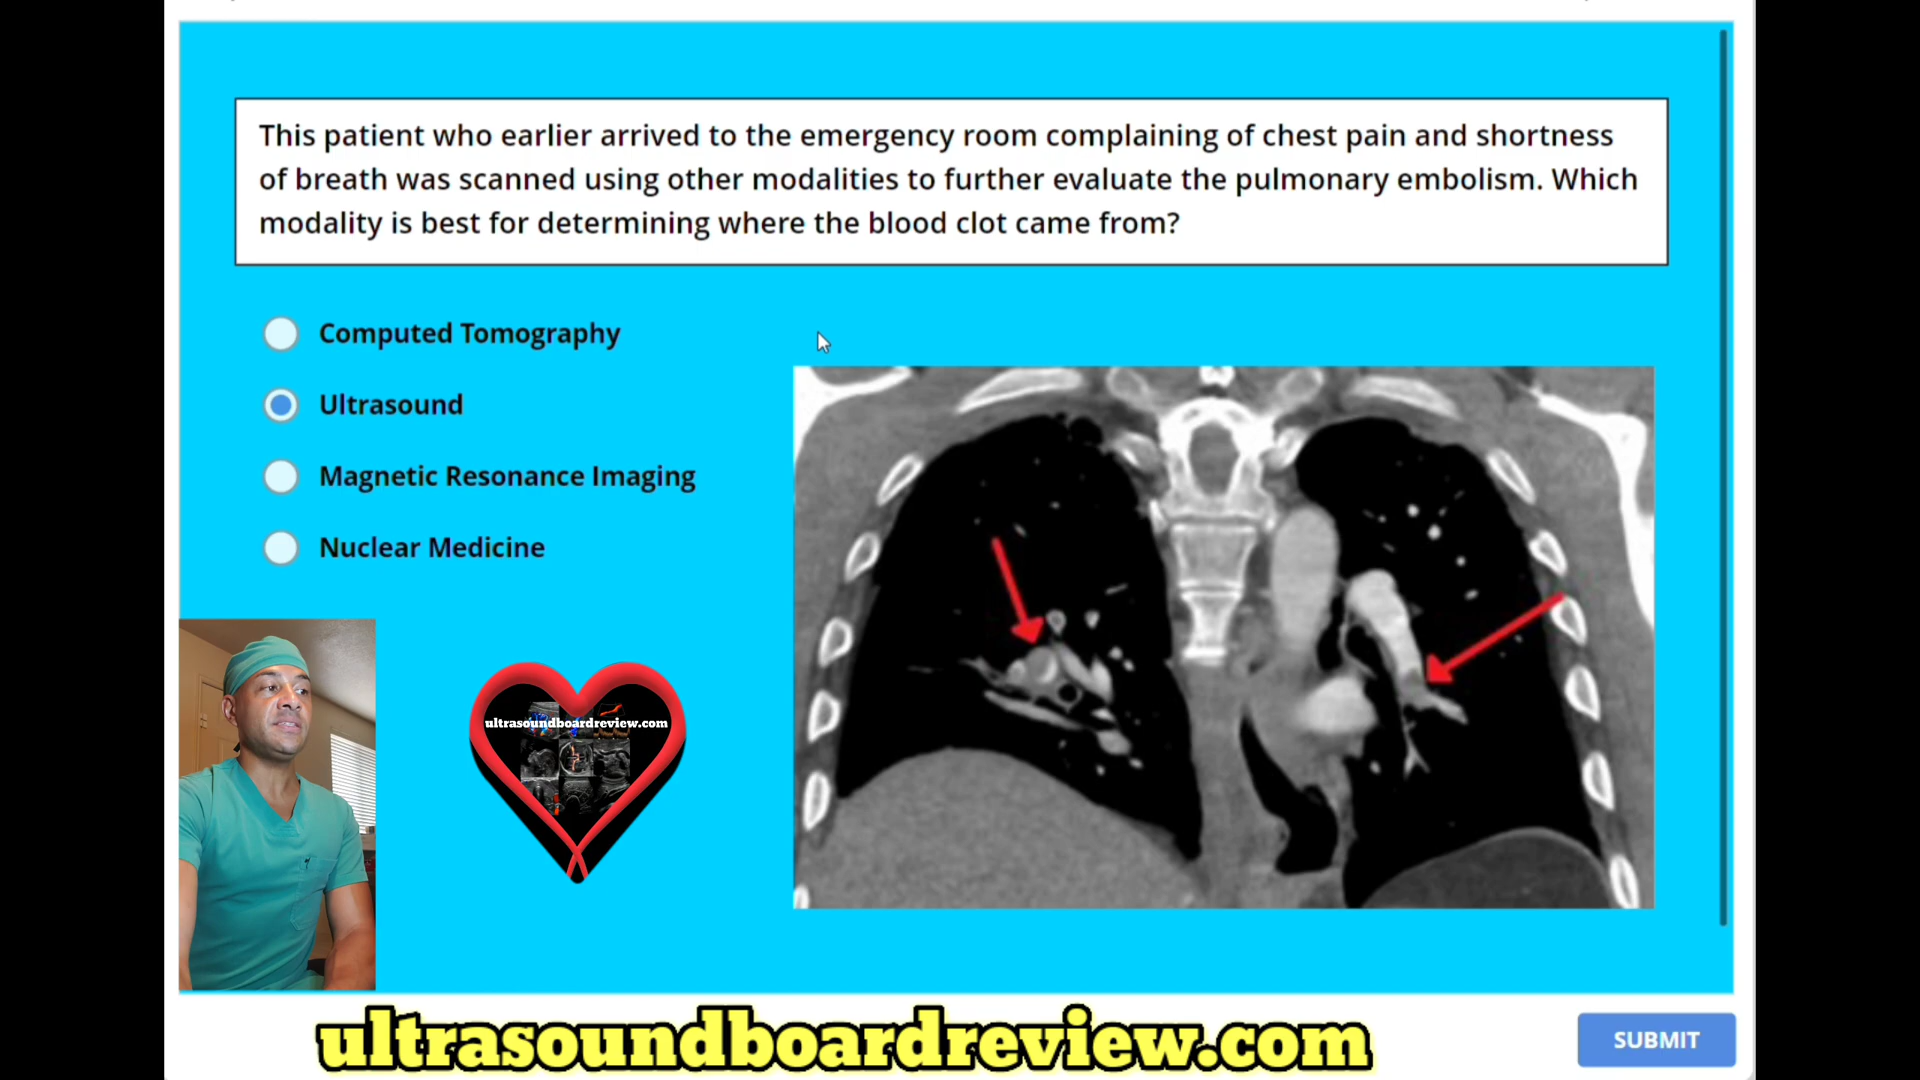 This patient who earlier arrived to the emergency room complaining of chest pain and shortness
of breath was scanned using other modalities to further evaluate the pulmonary embolism. Which
modality is best for determining where the blood clot came from?
Computed Tomography
Ultrasound
Magnetic Resonance Imaging
Nuclear Medicine
ultrasoundboardreview.com
ultrasoundboardreview.com
SUBMIT